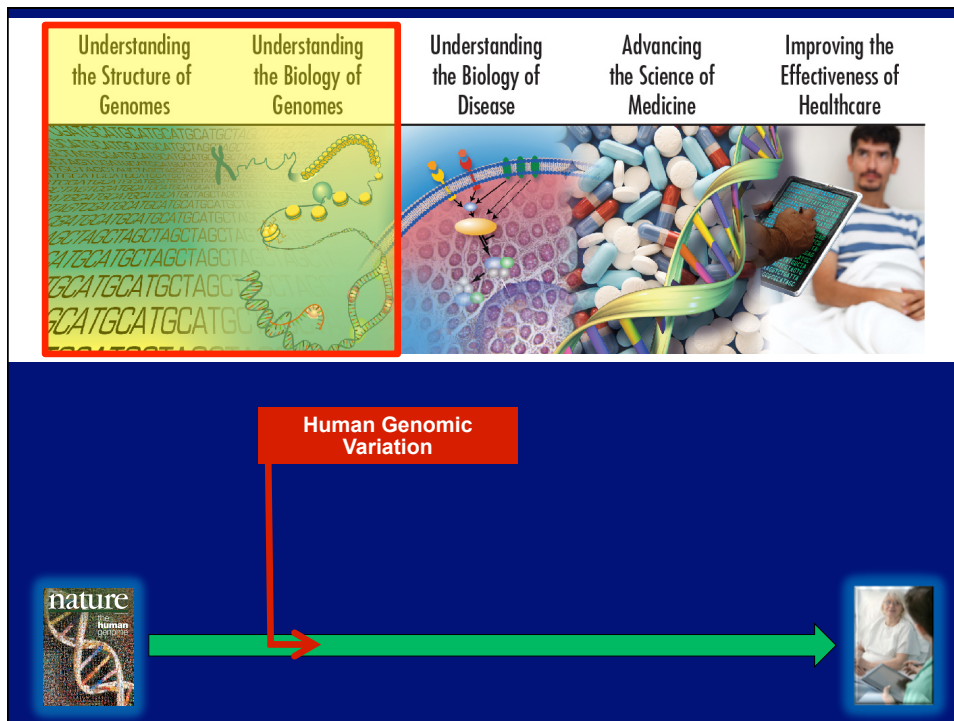 Understanding
the Structure of
Genomes
Understanding
the Biology of
Genomes
Understanding
the Biology of
Disease
Advancing
the Science of
Medicine
Improving the
Effectiveness of
Healthcare
Human Genomic
Variation
nature
the
human
genome